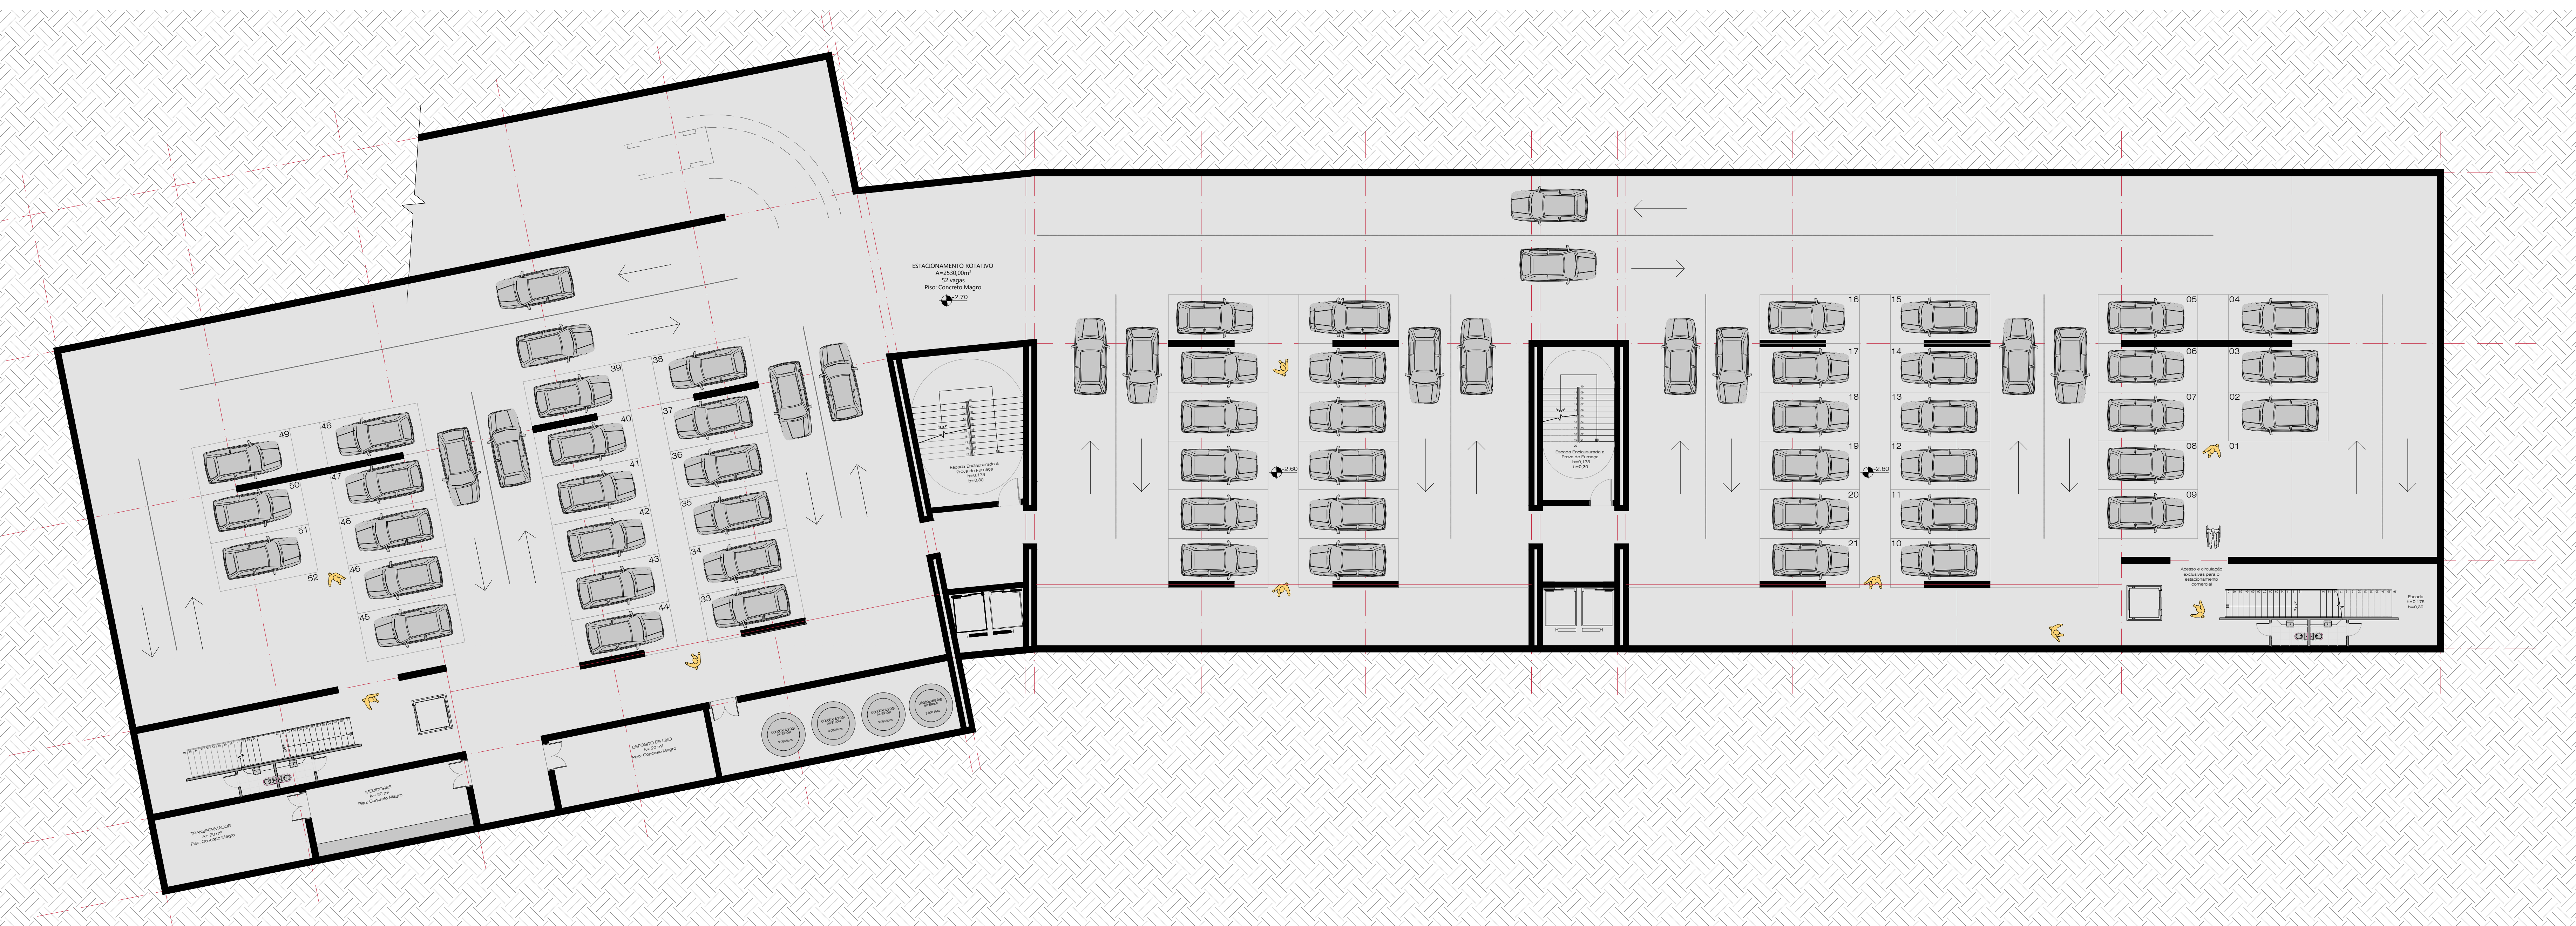 ESTACIONAMENTO ROTATIVO
A=2530,00m²
52 vagas
Piso: Concreto Magro
-2.70
Escada Enclausurada a
Prova de Fumaça
h=0,173
b=0,30
Escada Enclausurada a
Prova de Fumaça
h=0,173
b=0,30
-2.60
-2.60
16
17
18
19
20
21
15
14
13
12
11
10
05
06
07
08
09
04
03
02
01
Acesso e circulação
exclusivas para o
estacionamento
comercial
Escada
h=0,175
b=0,30
49
50
51
52
48
47
46
46
45
39
40
41
42
43
44
38
37
36
35
34
33
DEPÓSITO DE LIXO
A= 20 m²
Piso: Concreto Magro
MEDIDORES
A= 20 m²
Piso: Concreto Magro
TRANSFORMADOR
A= 20 m²
Piso: Concreto Magro